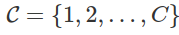 𝒞 = {1, 2, . . . , C}